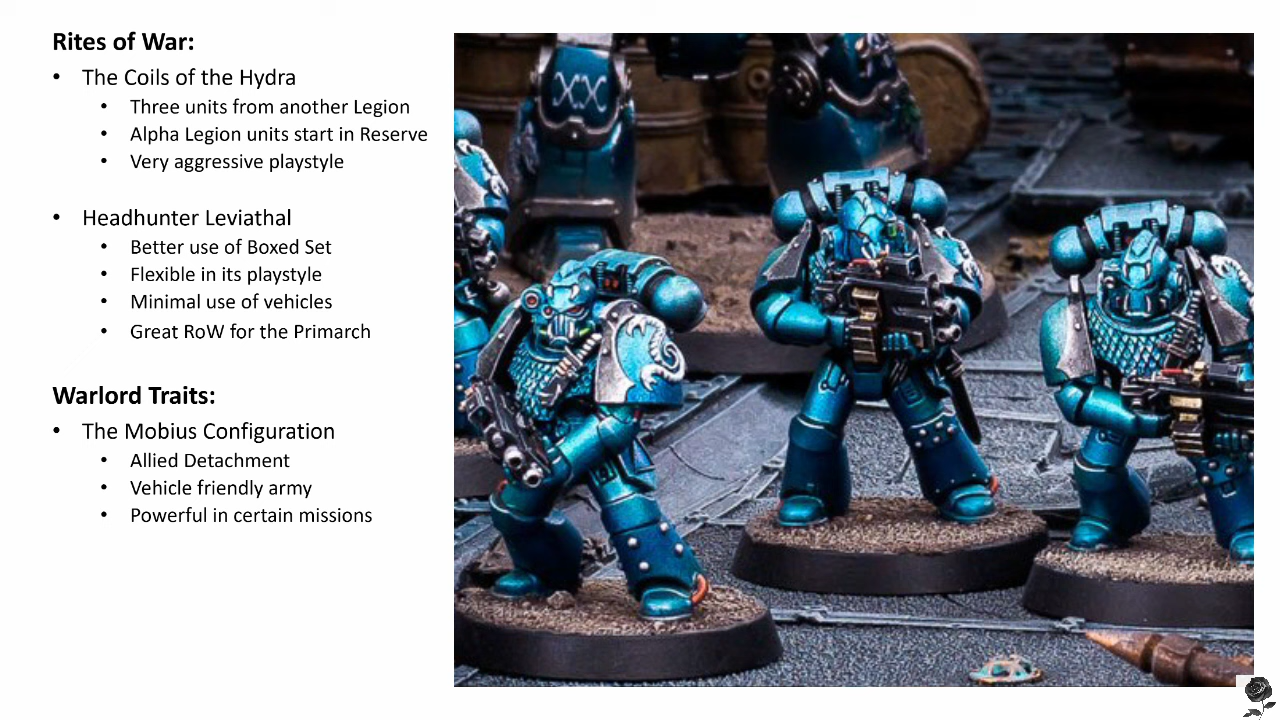 Rites of War:
• The Coils of the Hydra
• Three units from another Legion
• Alpha Legion units start in Reserve
• Very aggressive playstyle
• Headhunter Leviathal
• Better use of Boxed Set
• Flexible in its playstyle
• Minimal use of vehicles
• Great RoW for the Primarch
Warlord Traits:
• The Mobius Configuration
• Allied Detachment
• Vehicle friendly army
• Powerful in certain missions
XX